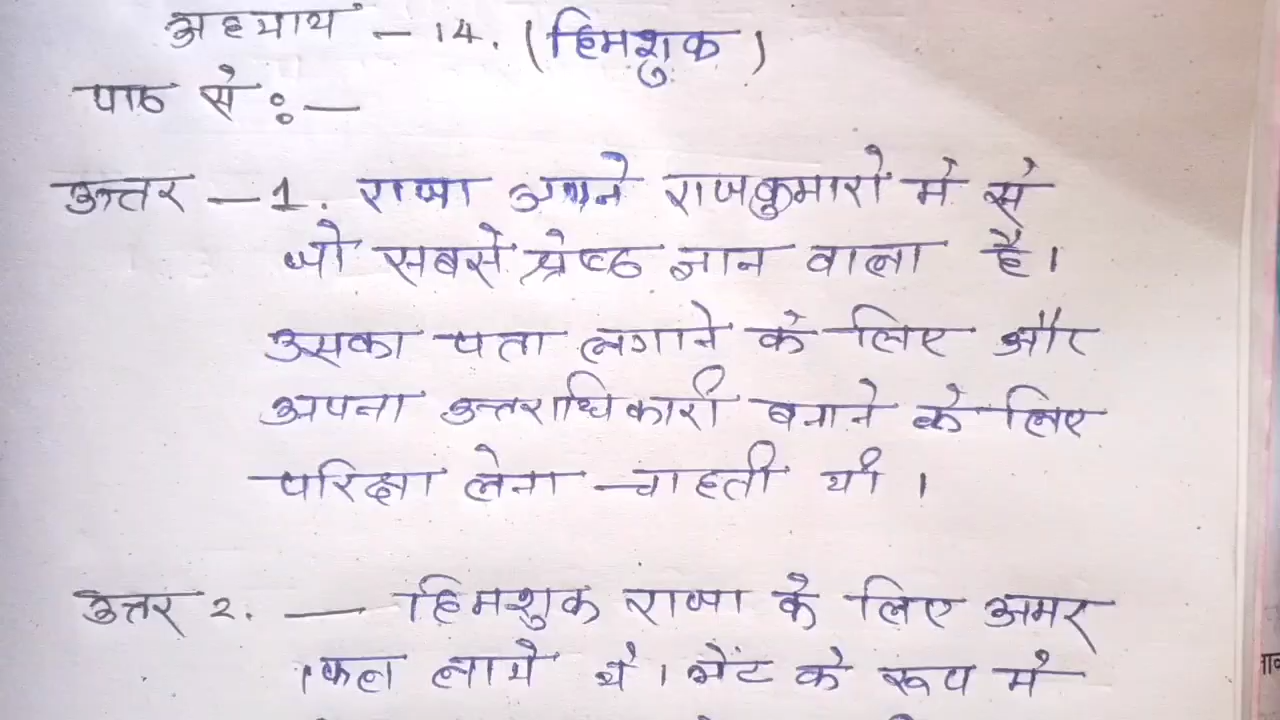 अध्याय - 14. (हिमशुक)
पाठ से :-
उत्तर - 1. राजा अपने राजकुमारो मे से
जो सबसे श्रेष्ठ ज्ञान वाला है।
उसका पता लगाने के लिए और
अपना उत्तराधिकारी बनाने के लिए
परिक्षा लेना चाहती थी ।
उत्तर 2. — हिमशुक राजा के लिए अमर
फल लाये थे । भेंट के रूप मे